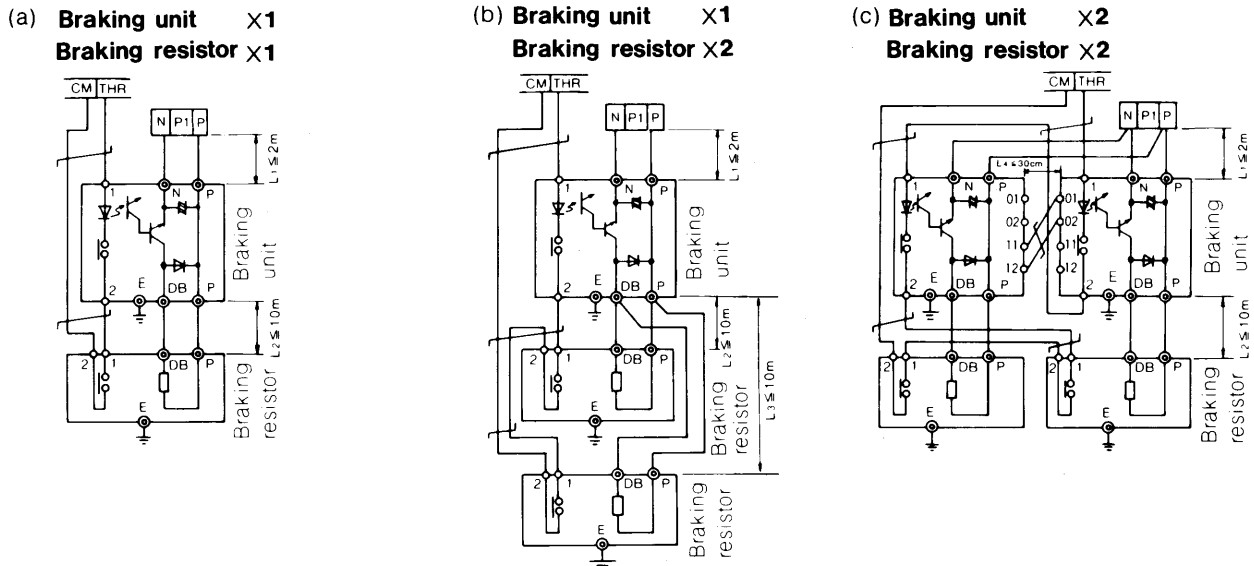 (a) Braking unit ×1
Braking resistor ×1
CM THR
N P1 P
L1≦2m
1
N P
Braking unit
2 E DB P
L2≦10m
2 1 DB P
Braking resistor
E
(b) Braking unit ×1
Braking resistor ×2
CM THR
N P1 P
L1≦2m
1
N P
Braking unit
2 E DB P
L2≦10m
L3≦10m
2 1 DB P
Braking resistor
E
2 1 DB P
Braking resistor
E
(c) Braking unit ×2
Braking resistor ×2
CM THR
N P1 P
L1≦2m
L4≦30cm
1 N P
01 01
02 02
11 11
12 12
1 N P
Braking unit
2 E DB P
2 E DB P
L2≦10m
2 1 DB P
2 1 DB P
Braking resistor
E
E